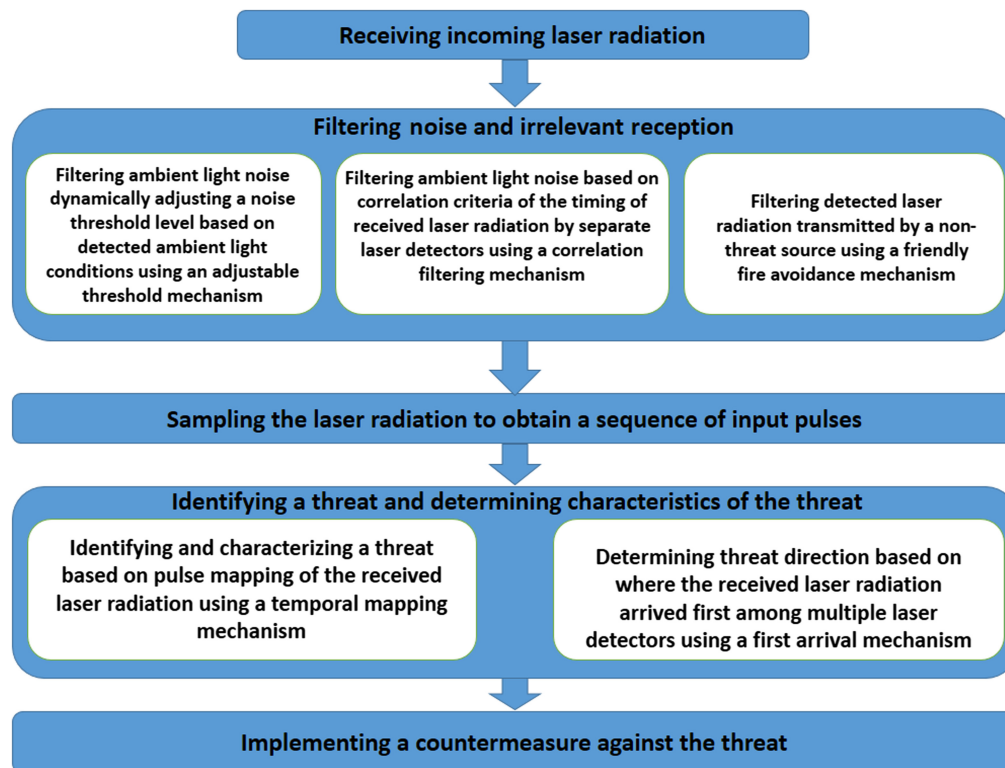 Receiving incoming laser radiation
Filtering noise and irrelevant reception
Filtering ambient light noise
dynamically adjusting a noise
threshold level based on
detected ambient light
conditions using an adjustable
threshold mechanism
Filtering ambient light noise based on
correlation criteria of the timing of
received laser radiation by separate
laser detectors using a correlation
filtering mechanism
Filtering detected laser
radiation transmitted by a non-
threat source using a friendly
fire avoidance mechanism
Sampling the laser radiation to obtain a sequence of input pulses
Identifying a threat and determining characteristics of the threat
Identifying and characterizing a threat
based on pulse mapping of the received
laser radiation using a temporal mapping
mechanism
Determining threat direction based on
where the received laser radiation
arrived first among multiple laser
detectors using a first arrival mechanism
Implementing a countermeasure against the threat